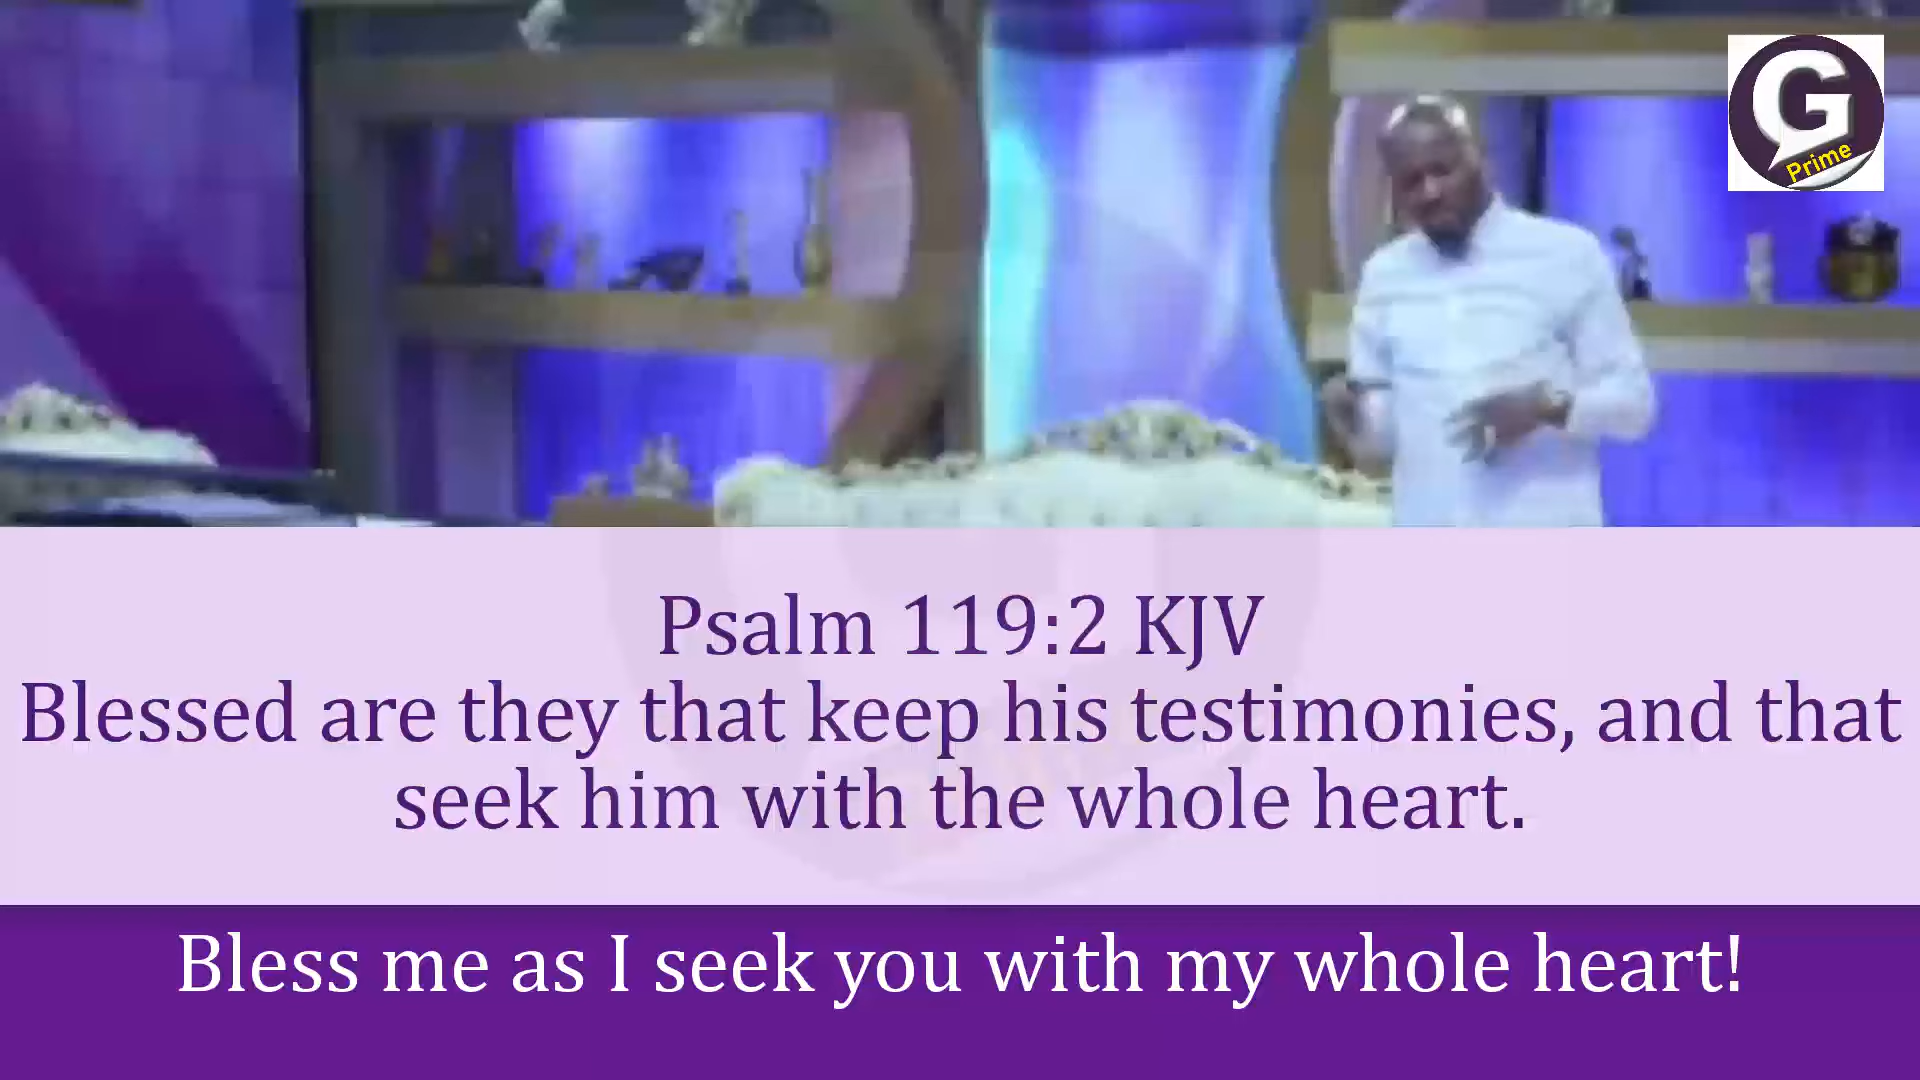 G
Prime
Psalm 119:2 KJV
Blessed are they that keep his testimonies, and that
seek him with the whole heart.
Bless me as I seek you with my whole heart!